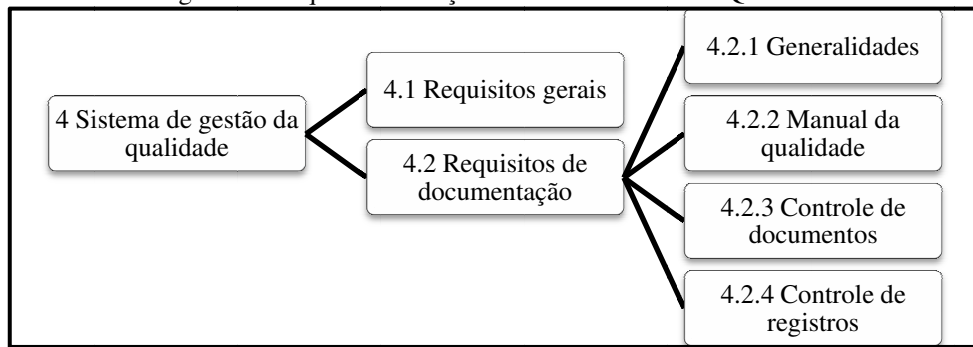 4 Sistema de gestão da
qualidade
4.1 Requisitos gerais
4.2 Requisitos de
documentação
4.2.1 Generalidades
4.2.2 Manual da
qualidade
4.2.3 Controle de
documentos
4.2.4 Controle de
registros